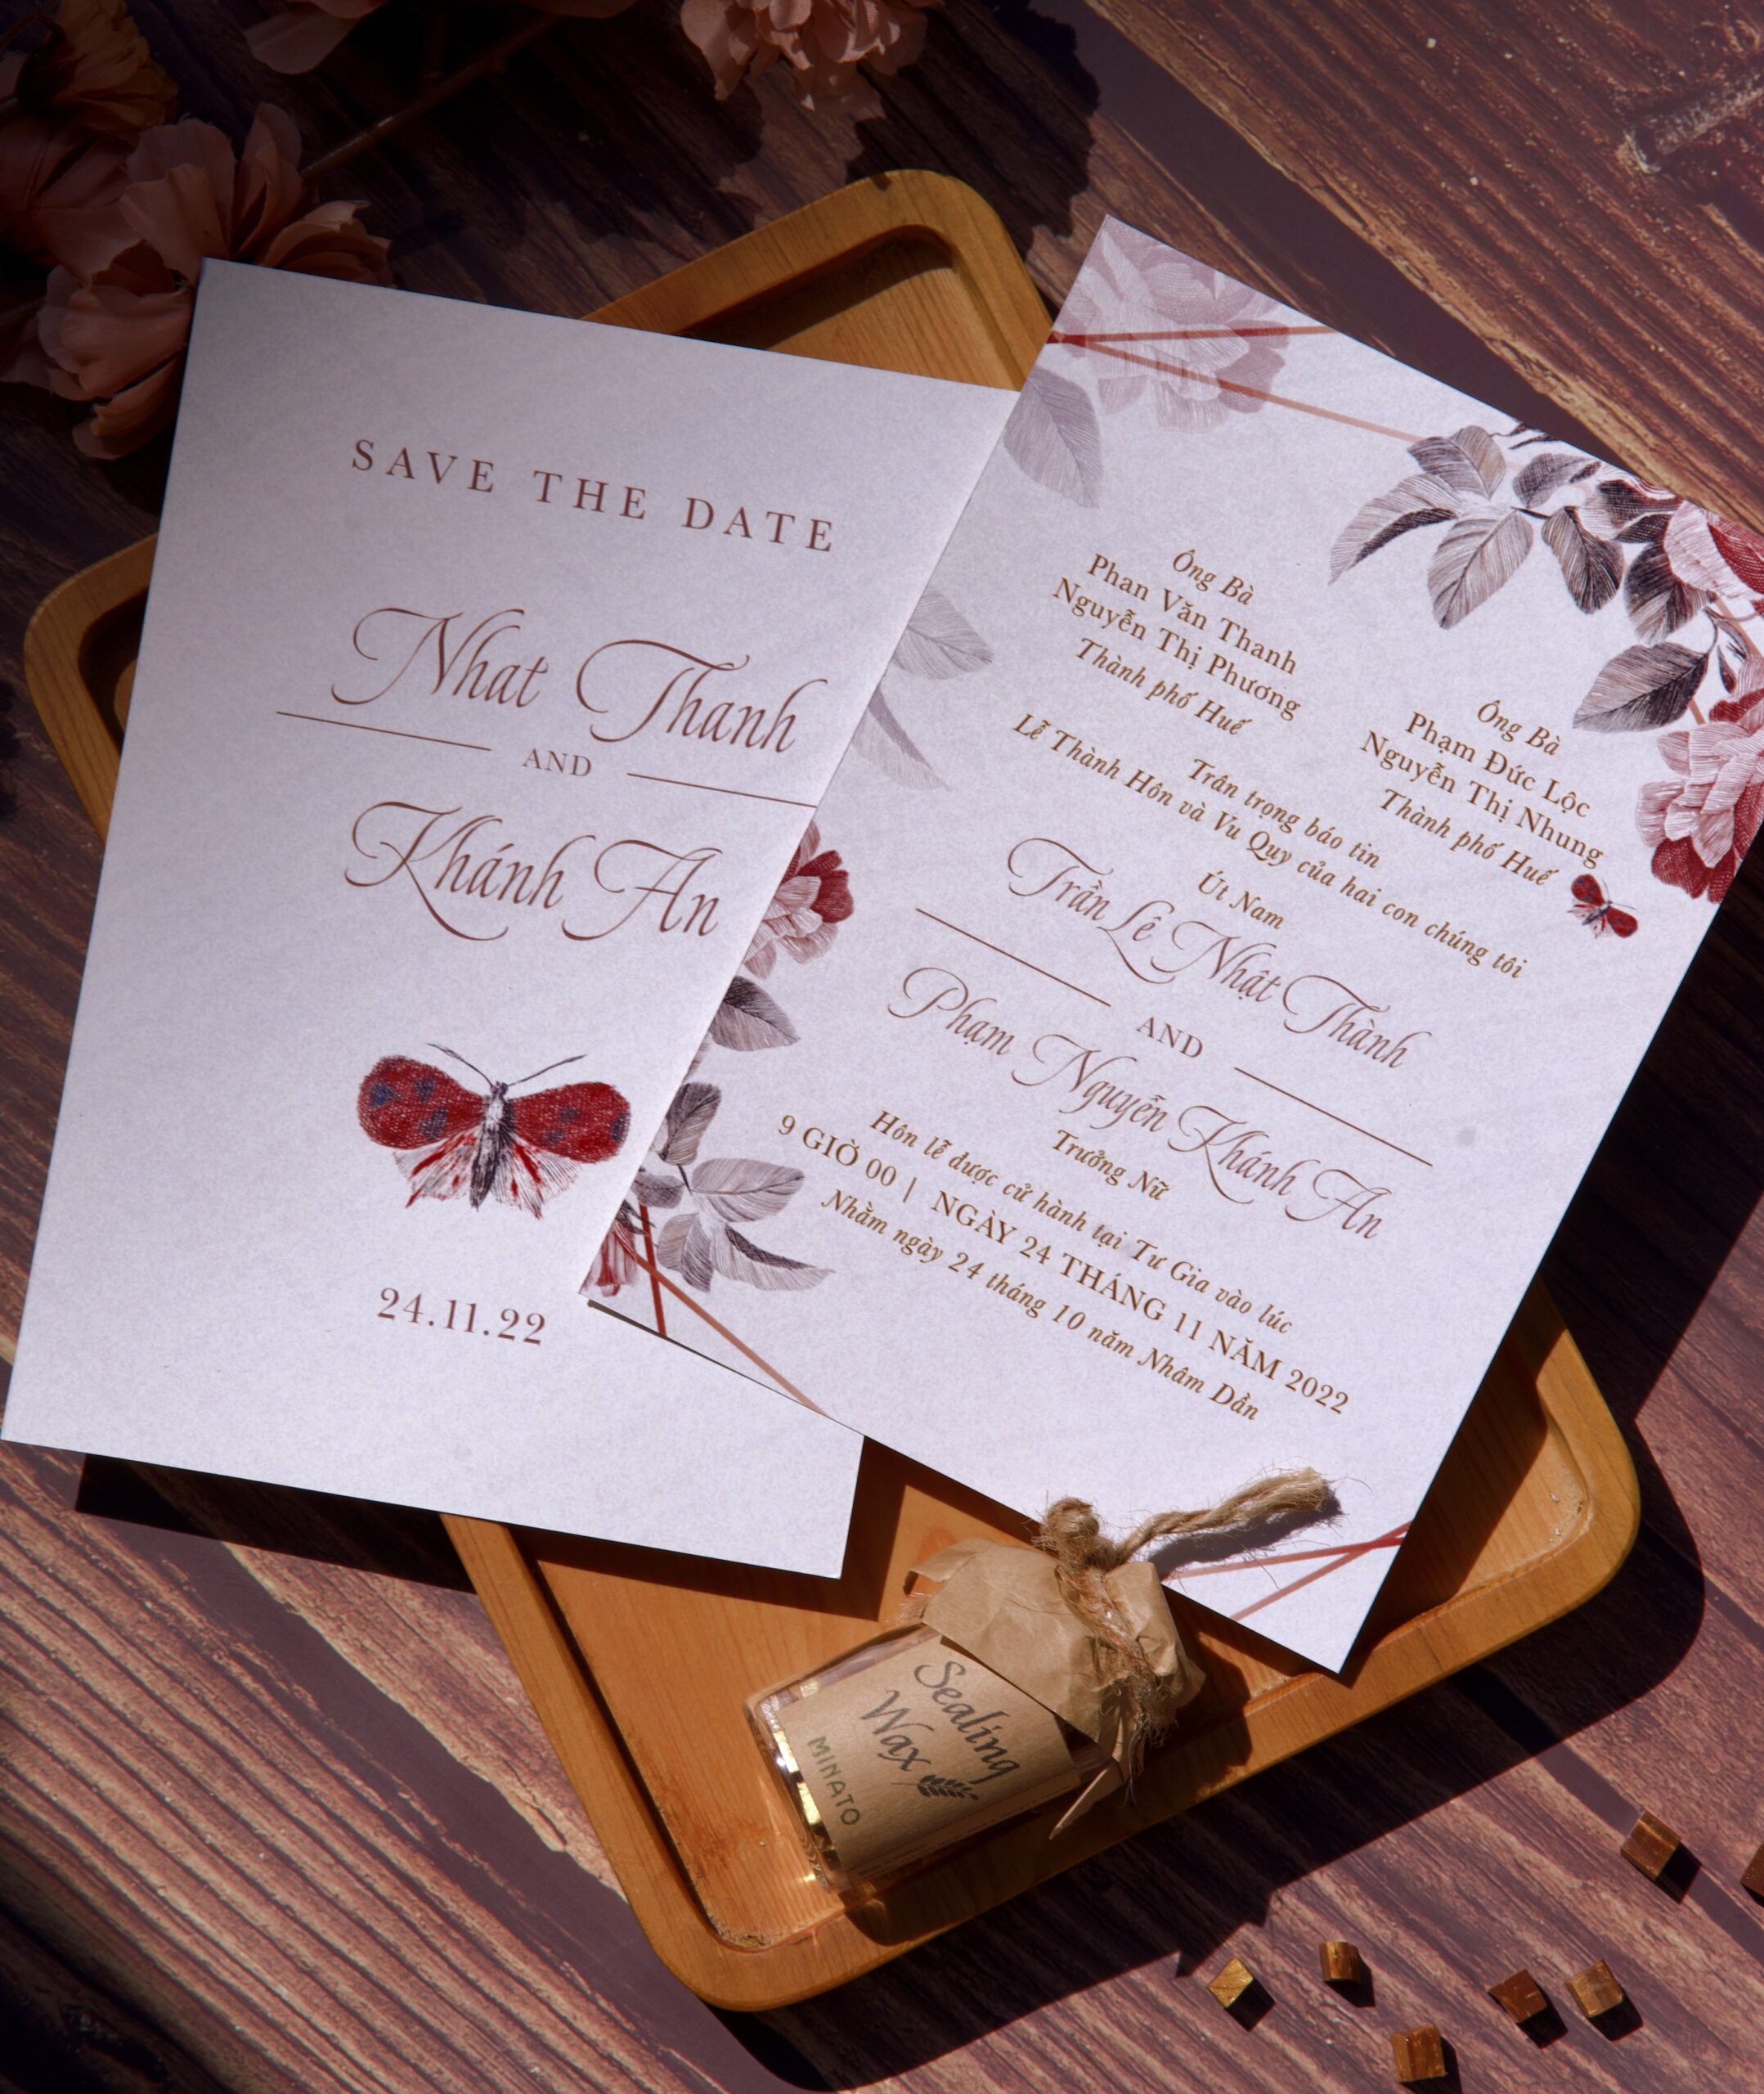 SAVE THE DATE
Nhat Thanh
AND
Khánh An
24.11.22
Ông Bà
Phan Văn Thanh
Nguyễn Thị Phương
Thành phố Huế
Ông Bà
Phạm Đức Lộc
Nguyễn Thị Nhung
Thành phố Huế
Trân trọng báo tin
Lễ Thành Hôn và Vu Quy của hai con chúng tôi
Út Nam
Trần Lê Nhật Thành
AND
Phạm Nguyễn Khánh An
Trưởng Nữ
Hôn lễ được cử hành tại Tư Gia vào lúc
9 GIỜ 00 | NGÀY 24 THÁNG 11 NĂM 2022
Nhằm ngày 24 tháng 10 năm Nhâm Dần
Sealing
Wax
MINATO